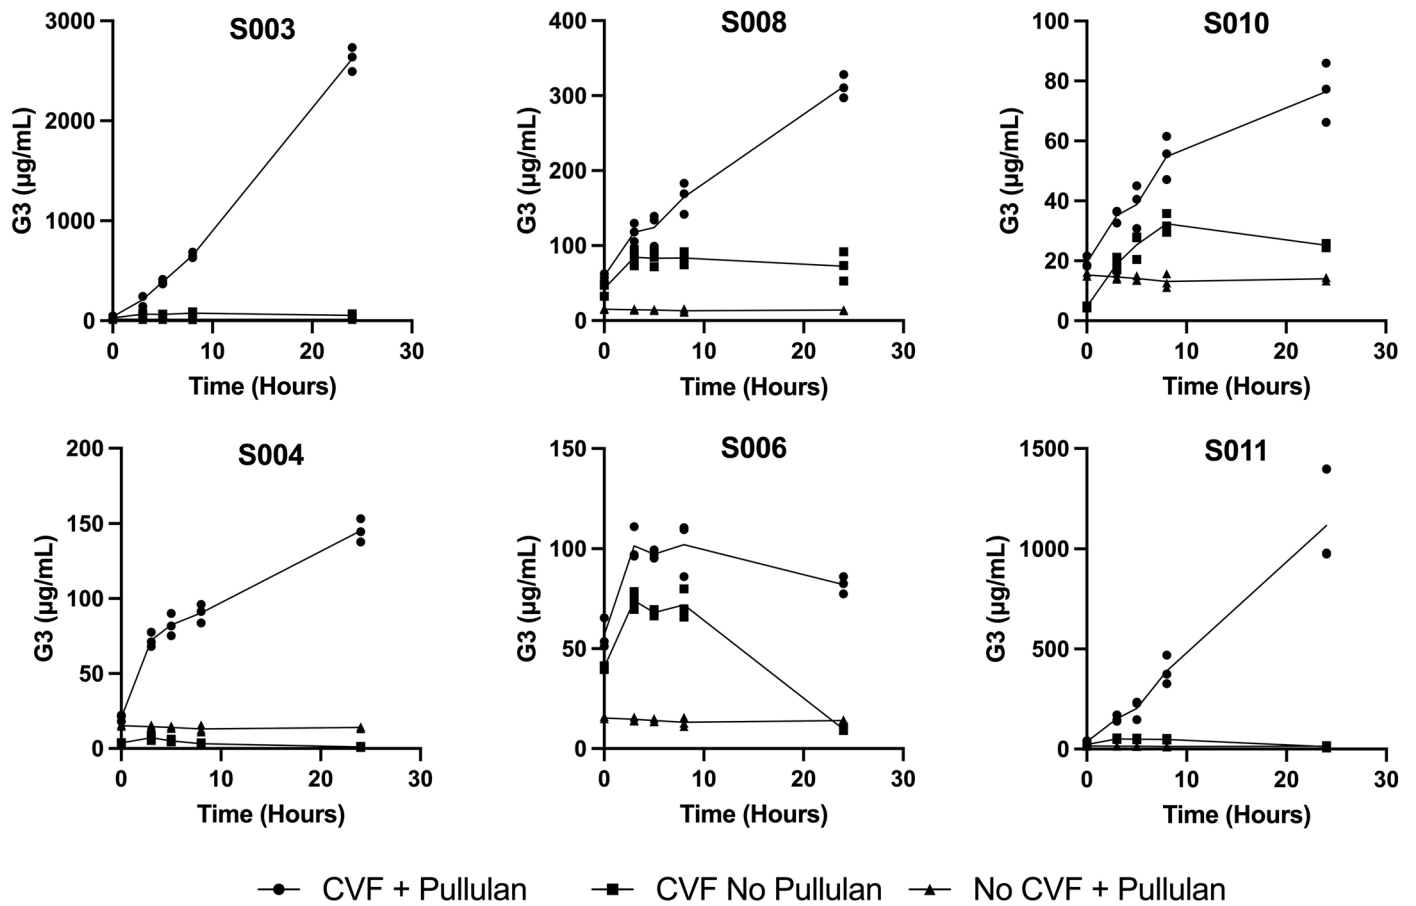 S003
3000
2000
1000
0
G3 (µg/mL)
0 10 20 30
Time (Hours)
S008
400
300
200
100
0
G3 (µg/mL)
0 10 20 30
Time (Hours)
S010
100
80
60
40
20
0
G3 (µg/mL)
0 10 20 30
Time (Hours)
S004
200
150
100
50
0
G3 (µg/mL)
0 10 20 30
Time (Hours)
S006
150
100
50
0
G3 (µg/mL)
0 10 20 30
Time (Hours)
S011
1500
1000
500
0
G3 (µg/mL)
0 10 20 30
Time (Hours)
CVF + Pullulan CVF No Pullulan No CVF + Pullulan